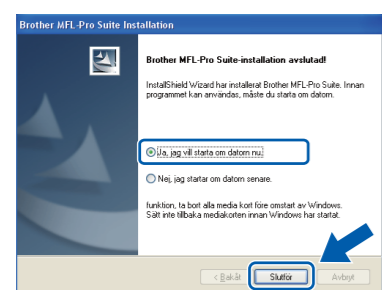 Brother MFL-Pro Suite Installation
Brother MFL-Pro Suite-installation avslutad!
InstallShield Wizard har installerat Brother MFL-Pro Suite. Innan
programmet kan användas, måste du starta om datorn.
Ja, jag vill starta om datorn nu.
Nej, jag startar om datorn senare.
funktion, ta bort alla media kort före omstart av Windows.
Sätt inte tillbaka mediakorten innan Windows har startat.
< Bakåt
Slutför
Avbryt